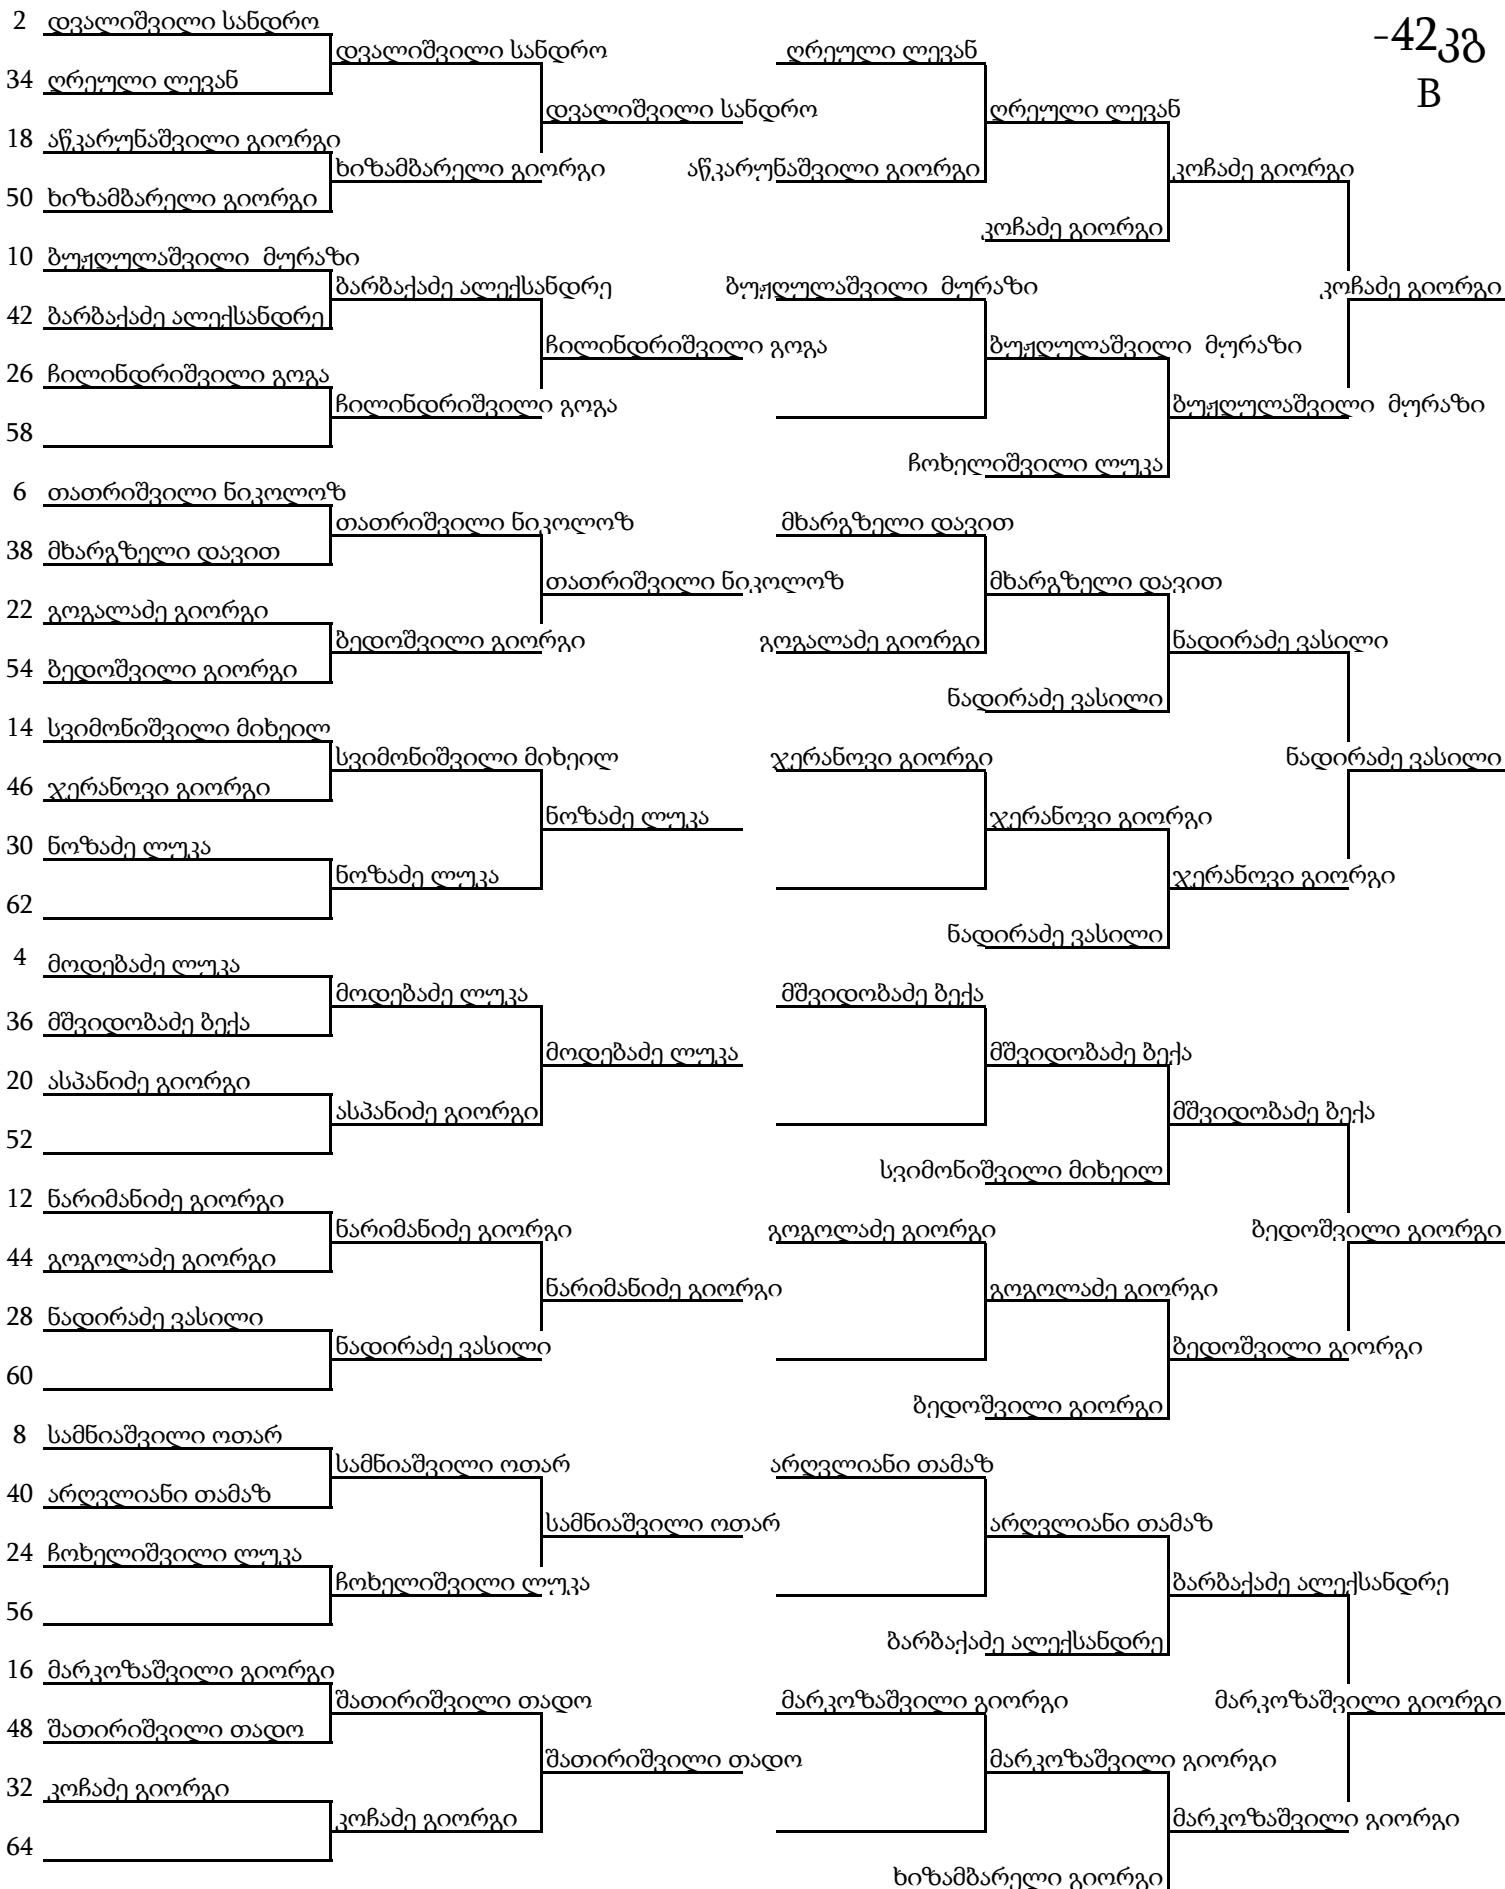 -42კგ
B
2 დვალიშვილი სანდრო
დვალიშვილი სანდრო ღრეული ლევან
34 ღრეული ლევან
დვალიშვილი სანდრო ღრეული ლევან
18 აწკარუნაშვილი გიორგი
ხიზამბარელი გიორგი აწკარუნაშვილი გიორგი კოჩაძე გიორგი
50 ხიზამბარელი გიორგი
კოჩაძე გიორგი
10 ბუჟღულაშვილი მურაზი
ბარბაქაძე ალექსანდრე ბუჟღულაშვილი მურაზი კოჩაძე გიორგი
42 ბარბაქაძე ალექსანდრე
ჩილინდრიშვილი გოგა ბუჟღულაშვილი მურაზი
26 ჩილინდრიშვილი გოგა
ჩილინდრიშვილი გოგა ბუჟღულაშვილი მურაზი
58
ჩოხელიშვილი ლუკა
6 თათრიშვილი ნიკოლოზ
თათრიშვილი ნიკოლოზ მხარგზელი დავით
38 მხარგზელი დავით
თათრიშვილი ნიკოლოზ მხარგზელი დავით
22 გოგალაძე გიორგი
ბედოშვილი გიორგი გოგალაძე გიორგი ნადირაძე ვასილი
54 ბედოშვილი გიორგი
ნადირაძე ვასილი
14 სვიმონიშვილი მიხეილ
სვიმონიშვილი მიხეილ ჯერანოვი გიორგი ნადირაძე ვასილი
46 ჯერანოვი გიორგი
ნოზაძე ლუკა ჯერანოვი გიორგი
30 ნოზაძე ლუკა
ნოზაძე ლუკა ჯერანოვი გიორგი
62
ნადირაძე ვასილი
4 მოდებაძე ლუკა
მოდებაძე ლუკა მშვიდობაძე ბექა
36 მშვიდობაძე ბექა
მოდებაძე ლუკა მშვიდობაძე ბექა
20 ასპანიძე გიორგი
ასპანიძე გიორგი მშვიდობაძე ბექა
52
სვიმონიშვილი მიხეილ
12 ნარიმანიძე გიორგი
ნარიმანიძე გიორგი გოგოლაძე გიორგი ბედოშვილი გიორგი
44 გოგოლაძე გიორგი
ნარიმანიძე გიორგი გოგოლაძე გიორგი
28 ნადირაძე ვასილი
ნადირაძე ვასილი ბედოშვილი გიორგი
60
ბედოშვილი გიორგი
8 სამნიაშვილი ოთარ
სამნიაშვილი ოთარ არღვლიანი თამაზ
40 არღვლიანი თამაზ
სამნიაშვილი ოთარ არღვლიანი თამაზ
24 ჩოხელიშვილი ლუკა
ჩოხელიშვილი ლუკა ბარბაქაძე ალექსანდრე
56
ბარბაქაძე ალექსანდრე
16 მარკოზაშვილი გიორგი
შათირიშვილი თადო მარკოზაშვილი გიორგი მარკოზაშვილი გიორგი
48 შათირიშვილი თადო
შათირიშვილი თადო მარკოზაშვილი გიორგი
32 კოჩაძე გიორგი
კოჩაძე გიორგი მარკოზაშვილი გიორგი
64
ხიზამბარელი გიორგი